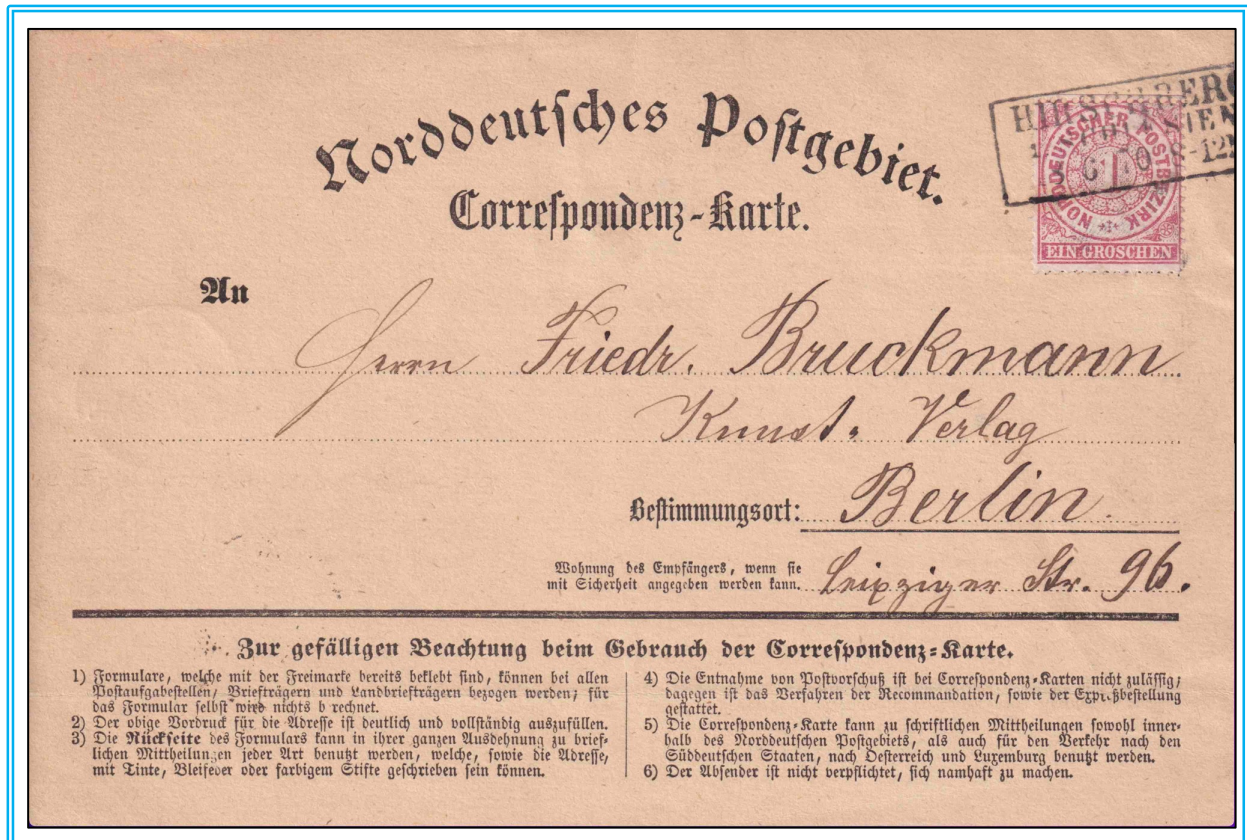 Norddeutsches Postgebiet.
Correspondenz-Karte.
HIRSCHBERG
NORDDEUTSCHER POSTBEZIRK
1
EIN GROSCHEN
An
Herrn Friedr. Bruckmann
Kunst-Verlag
Bestimmungsort: Berlin.
Wohnung des Empfängers, wenn sie
mit Sicherheit angegeben werden kann. Leipziger Str. 96.
Zur gefälligen Beachtung beim Gebrauch der Correspondenz-Karte.
1) Formulare, welche mit der Freimarke bereits beklebt sind, können bei allen
Postaufgabestellen, Briefträgern und Landbriefträgern bezogen werden; für
das Formular selbst wird nichts b rechnet.
2) Der obige Vordruck für die Adresse ist deutlich und vollständig auszufüllen.
3) Die Rückseite des Formulars kann in ihrer ganzen Ausdehnung zu brief-
lichen Mittheilungen jeder Art benutzt werden, welche, sowie die Adresse,
mit Tinte, Bleifeder oder farbigem Stifte geschrieben sein können.
4) Die Entnahme von Postvorschuß ist bei Correspondenz-Karten nicht zulässig;
dagegen ist das Verfahren der Recommandation, sowie der Expreßbestellung
gestattet.
5) Die Correspondenz-Karte kann zu schriftlichen Mittheilungen sowohl inner-
halb des Norddeutschen Postgebiets, als auch für den Verkehr nach den
Süddeutschen Staaten, nach Oesterreich und Luxemburg benutzt werden.
6) Der Absender ist nicht verpflichtet, sich namhaft zu machen.